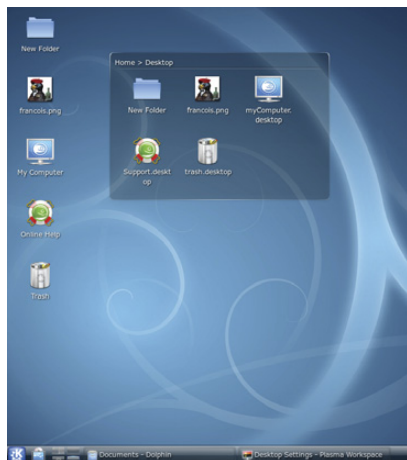 New Folder
francois.png
My Computer
Online Help
Trash
Home > Desktop
New Folder
francois.png
myComputer.
desktop
Support.deskt
op
trash.desktop
Documents – Dolphin
Desktop Settings – Plasma Workspace